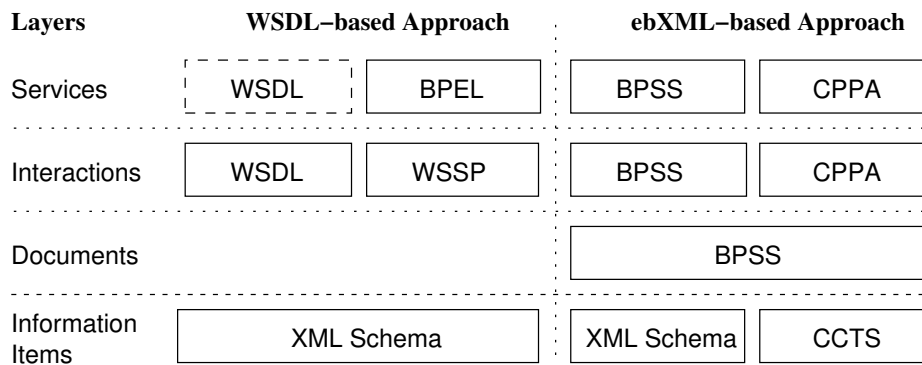 Layers WSDL−based Approach ebXML−based Approach
Services WSDL BPEL BPSS CPPA
Interactions WSDL WSSP BPSS CPPA
Documents BPSS
Information
Items XML Schema XML Schema CCTS